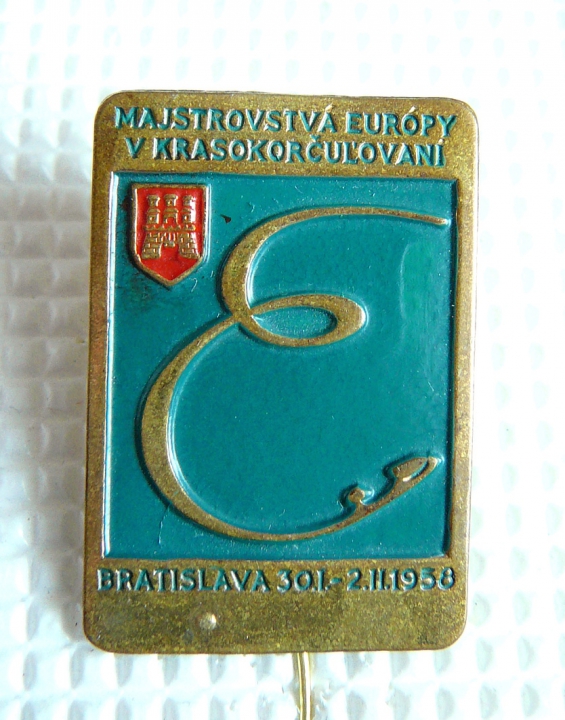 MAJSTROVSTVÁ EURÓPY
V KRASOKORČUĽOVANÍ
BRATISLAVA 30.I.-2.II.1958